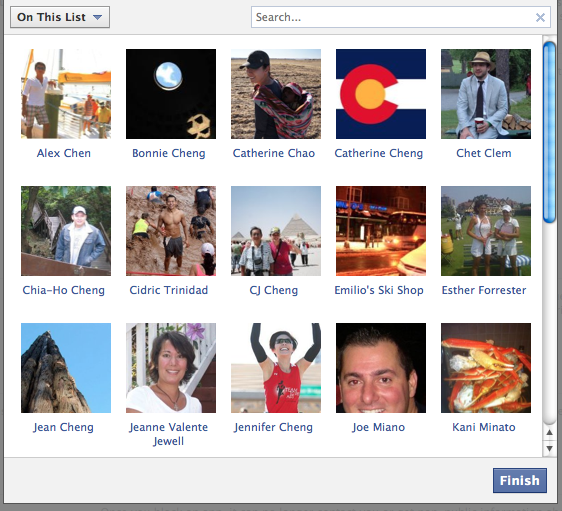 On This List
Search...
Alex Chen
Bonnie Cheng
Catherine Chao
Catherine Cheng
Chet Clem
Chia-Ho Cheng
Cidric Trinidad
CJ Cheng
Emilio's Ski Shop
Esther Forrester
Jean Cheng
Jeanne Valente
Jewell
Jennifer Cheng
Joe Miano
Kani Minato
Finish